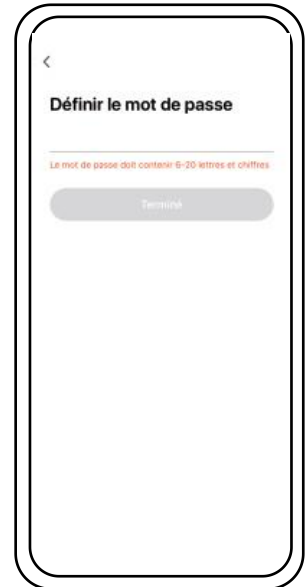 Définir le mot de passe
Le mot de passe doit contenir 6-20 lettres et chiffres
Terminé